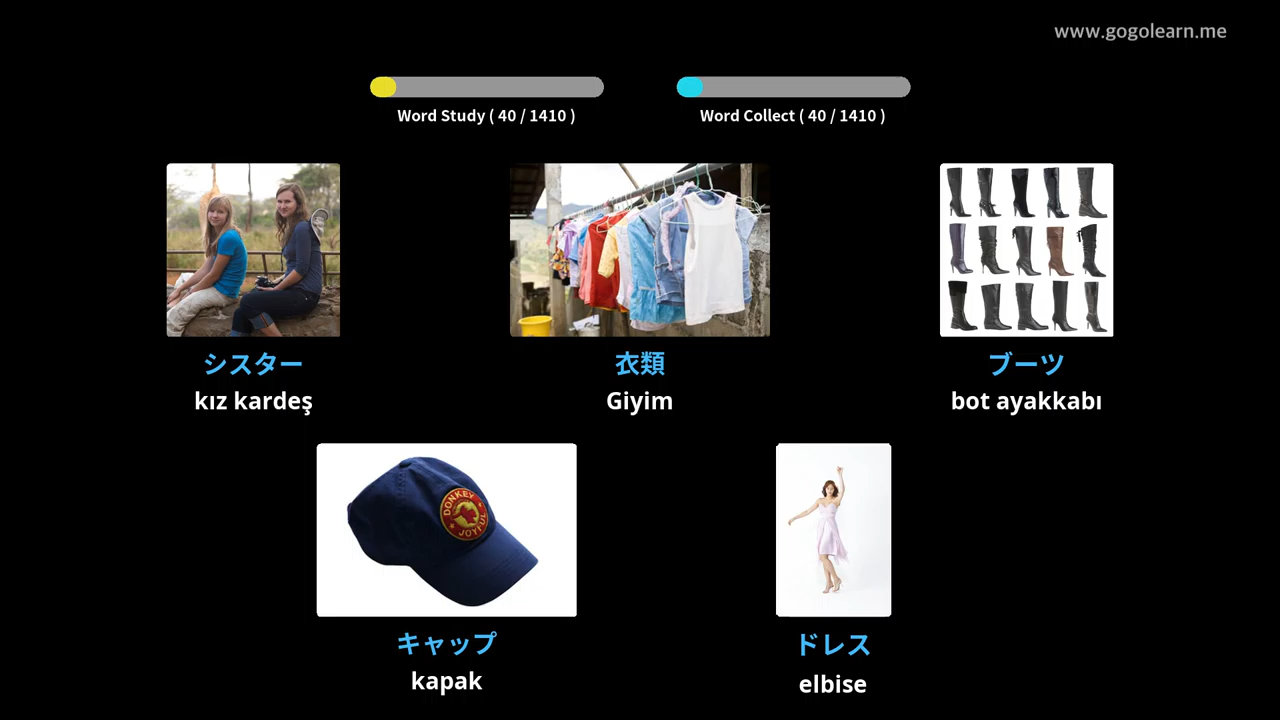 www.gogolearn.me
Word Study ( 40 / 1410 )
Word Collect ( 40 / 1410 )
シスター
kız kardeş
衣類
Giyim
ブーツ
bot ayakkabı
DONKEY
JOYFUL
キャップ
kapak
ドレス
elbise